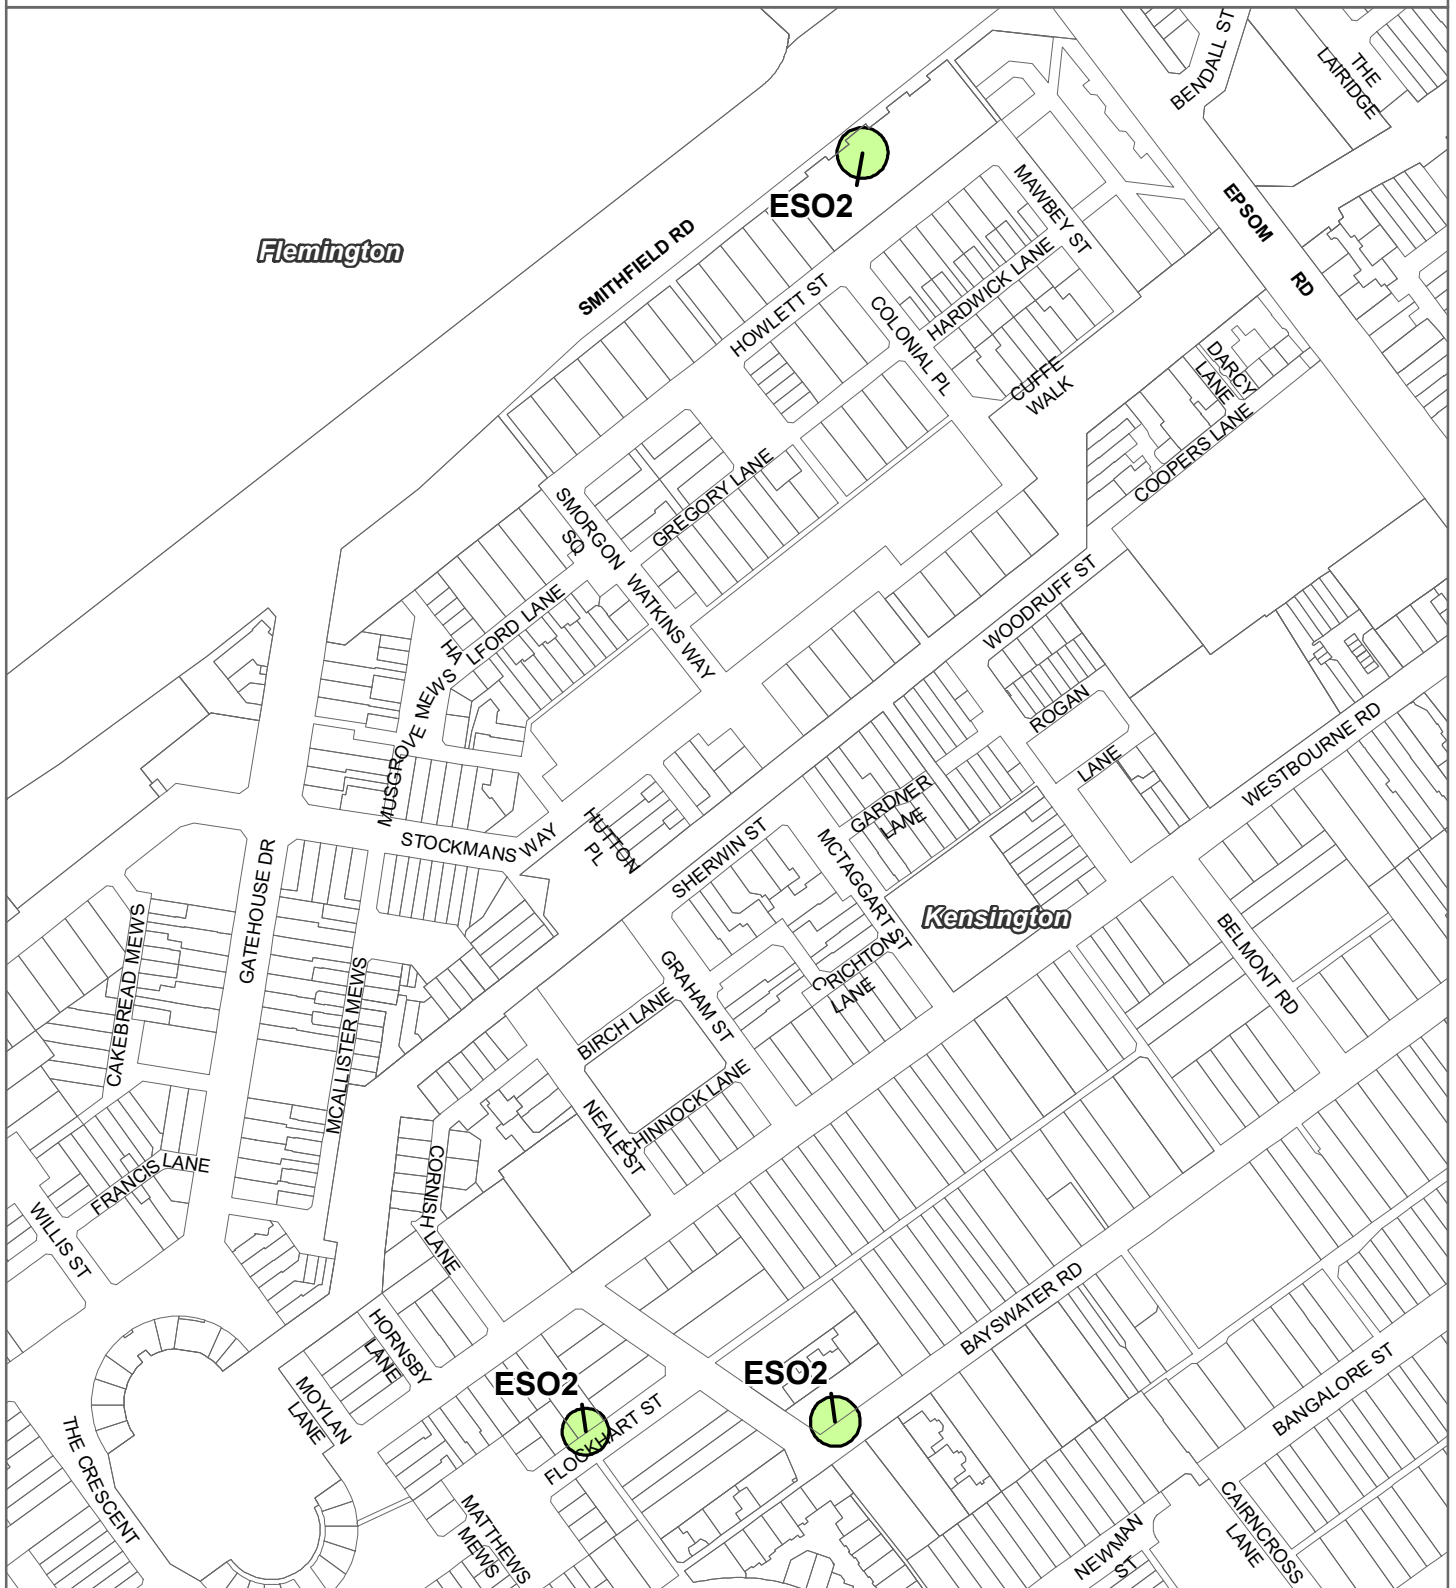 BENDALL ST
THE
LAIRIDGE
ESO2
MAWBEY ST
EPSOM
RD
Flemington
SMITHFIELD RD
HOWLETT ST
HARDWICK LANE
COLONIAL PL
CUFFE
WALK
DARCY
LANE
COOPERS LANE
GREGORY LANE
SMORGON
SQ
WATKINS WAY
WOODRUFF ST
HA
LFORD LANE
MUSGROVE MEWS
ROGAN
LANE
WESTBOURNE RD
STOCKMANS WAY
HUTTON
PL
GARDNER
LANE
SHERWIN ST
MCTAGGART ST
GATEHOUSE DR
Kensington
CAKEBREAD MEWS
MCALLISTER MEWS
GRAHAM ST
CRICHTON
LANE
BELMONT RD
BIRCH LANE
CHINNOCK LANE
NEALE ST
FRANCIS LANE
CORNISH LANE
WILLIS ST
HORNSBY
LANE
BAYSWATER RD
ESO2
ESO2
MOYLAN
LANE
FLOCKHART ST
BANGALORE ST
THE CRESCENT
MATTHEWS
MEWS
NEWMAN
ST
CAIRNCROSS
LANE